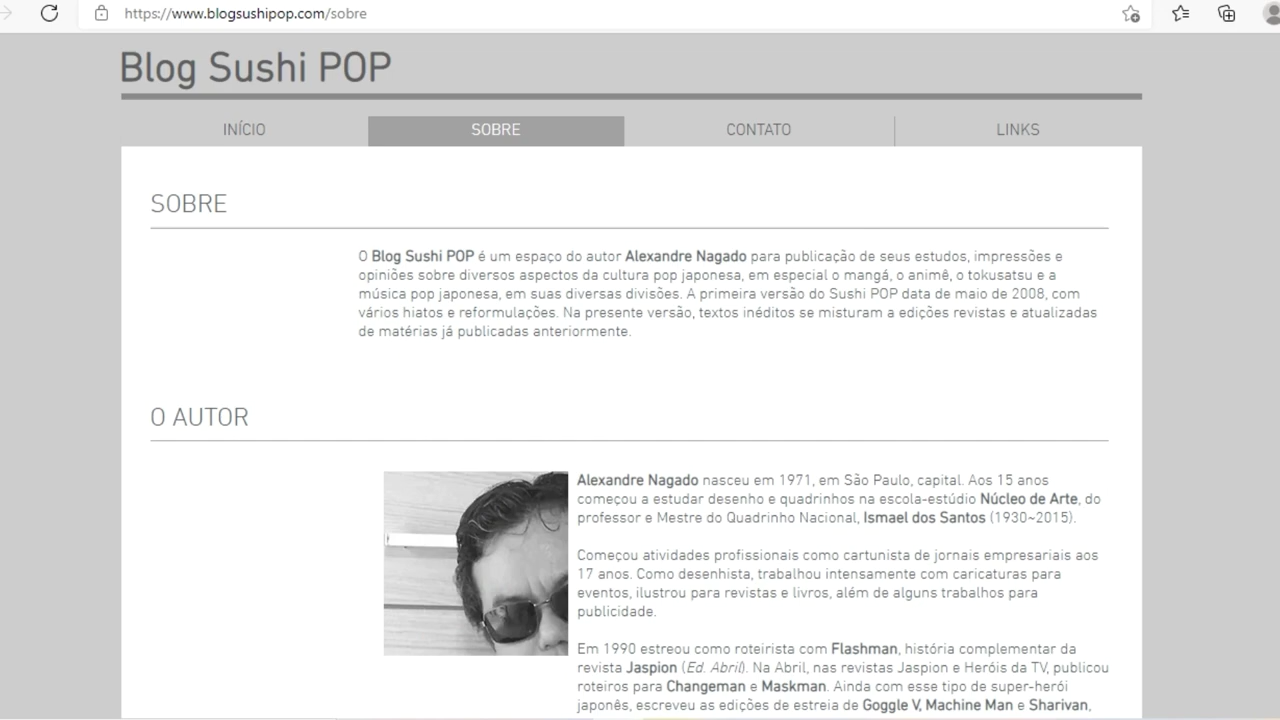 https://www.blogsushipop.com/sobre
Blog Sushi POP
INÍCIO
SOBRE
CONTATO
LINKS
SOBRE
O Blog Sushi POP é um espaço do autor Alexandre Nagado para publicação de seus estudos, impressões e
opiniões sobre diversos aspectos da cultura pop japonesa, em especial o mangá, o animê, o tokusatsu e a
música pop japonesa, em suas diversas divisões. A primeira versão do Sushi POP data de maio de 2008, com
vários hiatos e reformulações. Na presente versão, textos inéditos se misturam a edições revistas e atualizadas
de matérias já publicadas anteriormente.
O AUTOR
Alexandre Nagado nasceu em 1971, em São Paulo, capital. Aos 15 anos
começou a estudar desenho e quadrinhos na escola-estúdio Núcleo de Arte, do
professor e Mestre do Quadrinho Nacional, Ismael dos Santos (1930~2015).
Começou atividades profissionais como cartunista de jornais empresariais aos
17 anos. Como desenhista, trabalhou intensamente com caricaturas para
eventos, ilustrou para revistas e livros, além de alguns trabalhos para
publicidade.
Em 1990 estreou como roteirista com Flashman, história complementar da
revista Jaspion (Ed. Abril). Na Abril, nas revistas Jaspion e Heróis da TV, publicou
roteiros para Changeman e Maskman. Ainda com esse tipo de super-herói
japonês, escreveu as edições de estreia de Goggle V, Machine Man e Sharivan,